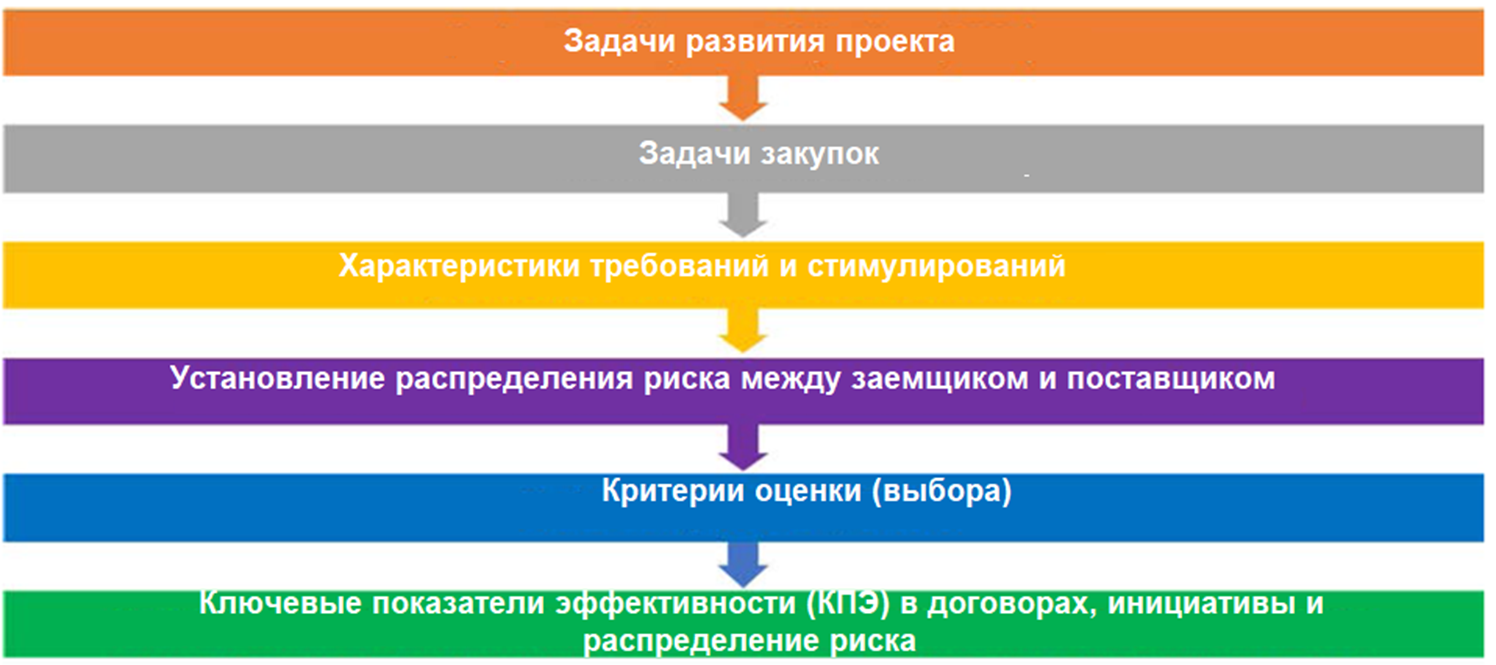 Задачи развития проекта
Задачи закупок
Характеристики требований и стимулирований
Установление распределения риска между заемщиком и поставщиком
Критерии оценки (выбора)
Ключевые показатели эффективности (КПЭ) в договорах, инициативы и
распределение риска